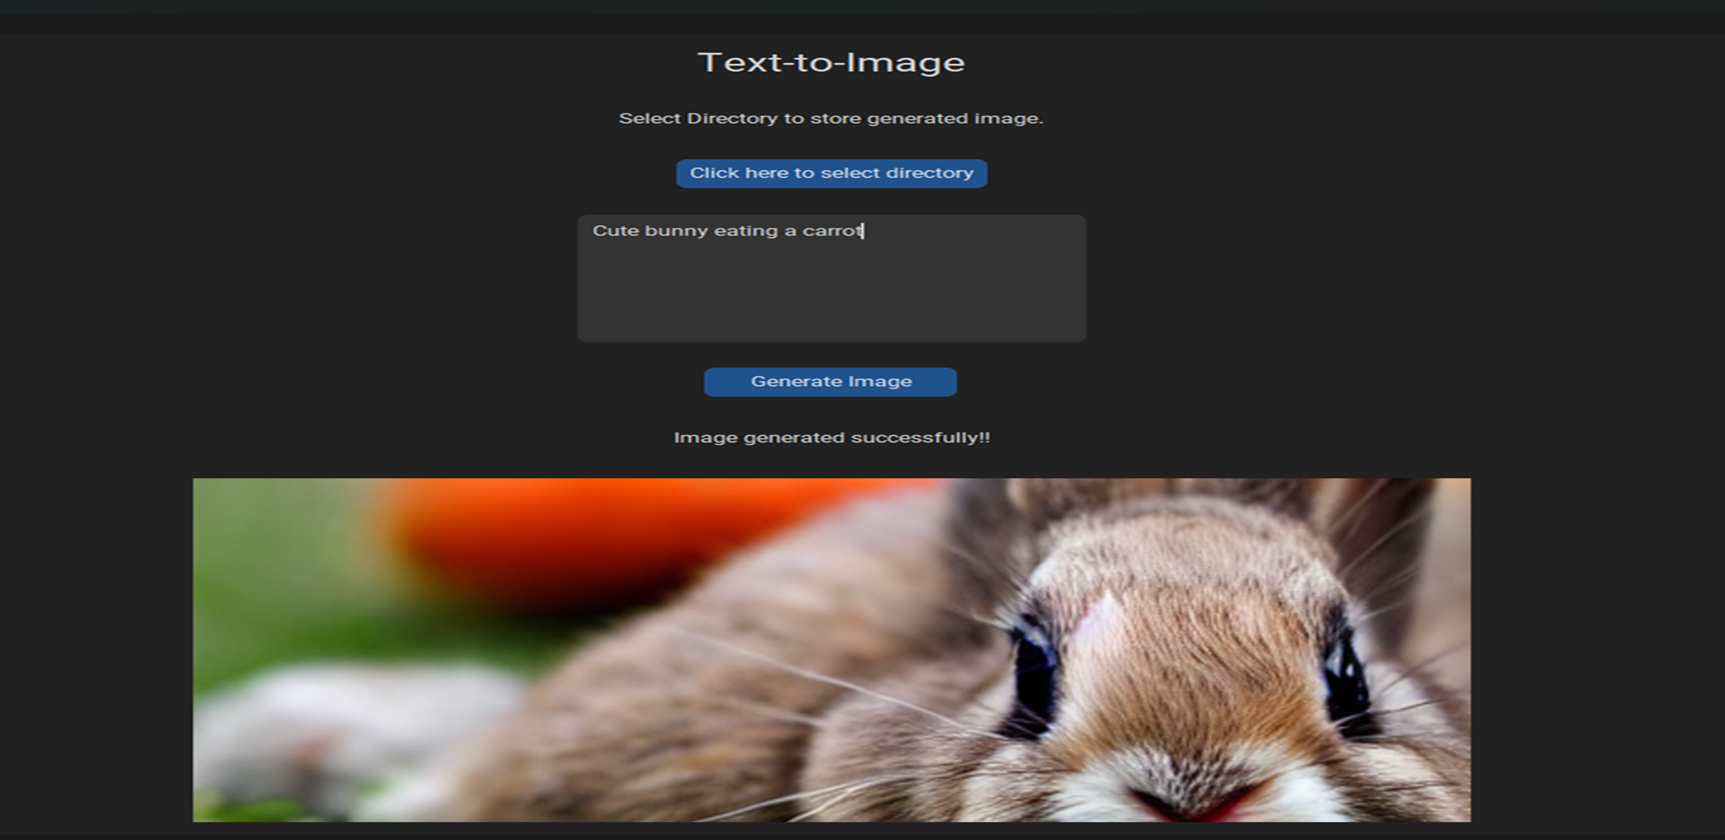 Text-to-Image
Select Directory to store generated image.
Click here to select directory
Cute bunny eating a carrot
Generate Image
Image generated successfully!!